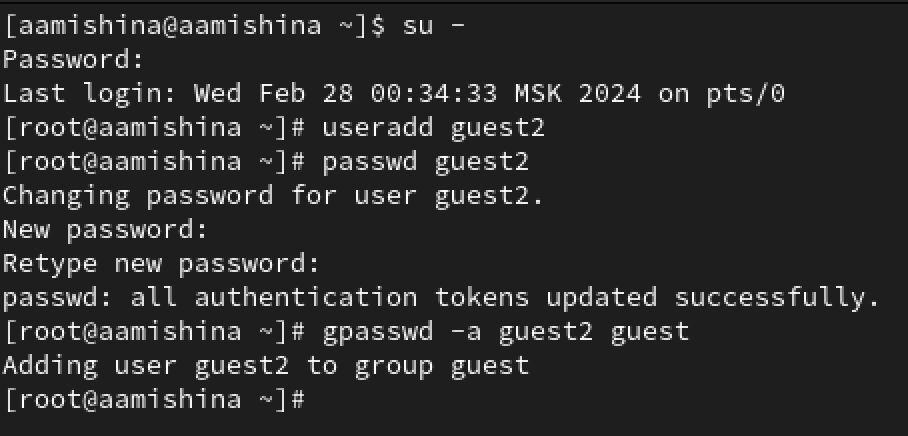 [aamishina@aamishina ~]$ su -
Password:
Last login: Wed Feb 28 00:34:33 MSK 2024 on pts/0
[root@aamishina ~]# useradd guest2
[root@aamishina ~]# passwd guest2
Changing password for user guest2.
New password:
Retype new password:
passwd: all authentication tokens updated successfully.
[root@aamishina ~]# gpasswd -a guest2 guest
Adding user guest2 to group guest
[root@aamishina ~]#